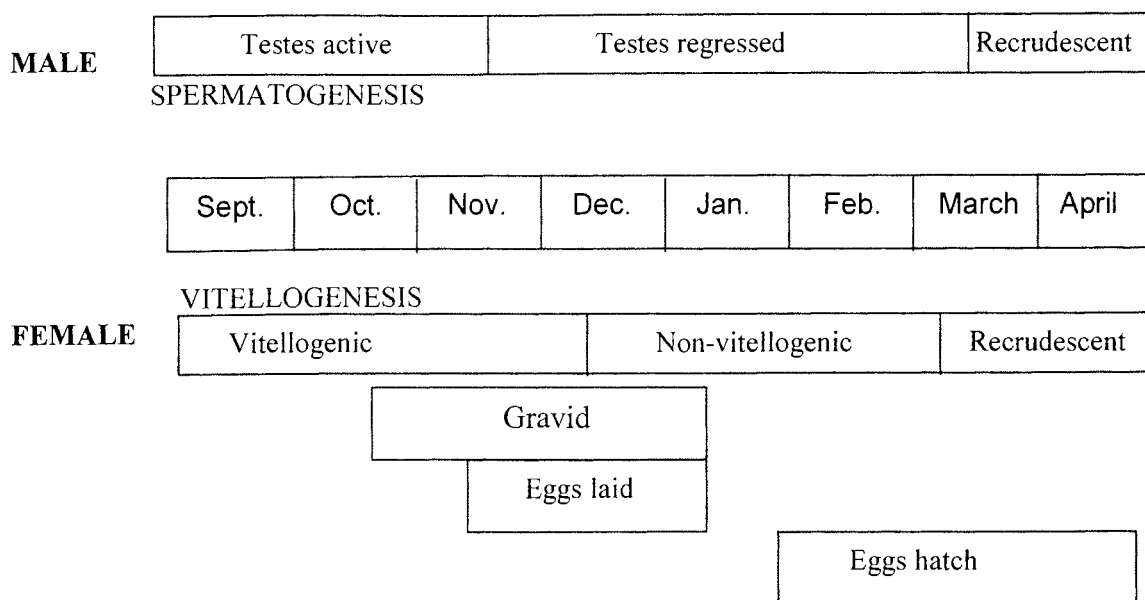 Testes active Testes regressed Recrudescent
MALE
SPERMATOGENESIS
Sept. Oct. Nov. Dec. Jan. Feb. March April
VITELLOGENESIS
FEMALE Vitellogenic Non-vitellogenic Recrudescent
Gravid
Eggs laid
Eggs hatch